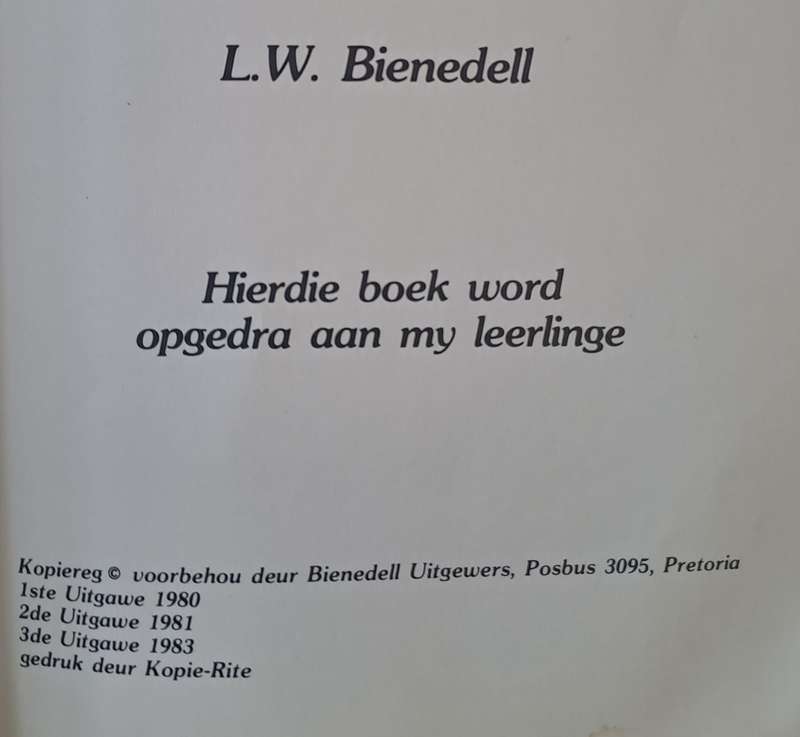 L.W. Bienedell
Hierdie boek word
opgedra aan my leerlinge
Kopiereg © voorbehou deur Bienedell Uitgewers, Posbus 3095, Pretoria
1ste Uitgawe 1980
2de Uitgawe 1981
3de Uitgawe 1983
gedruk deur Kopie-Rite